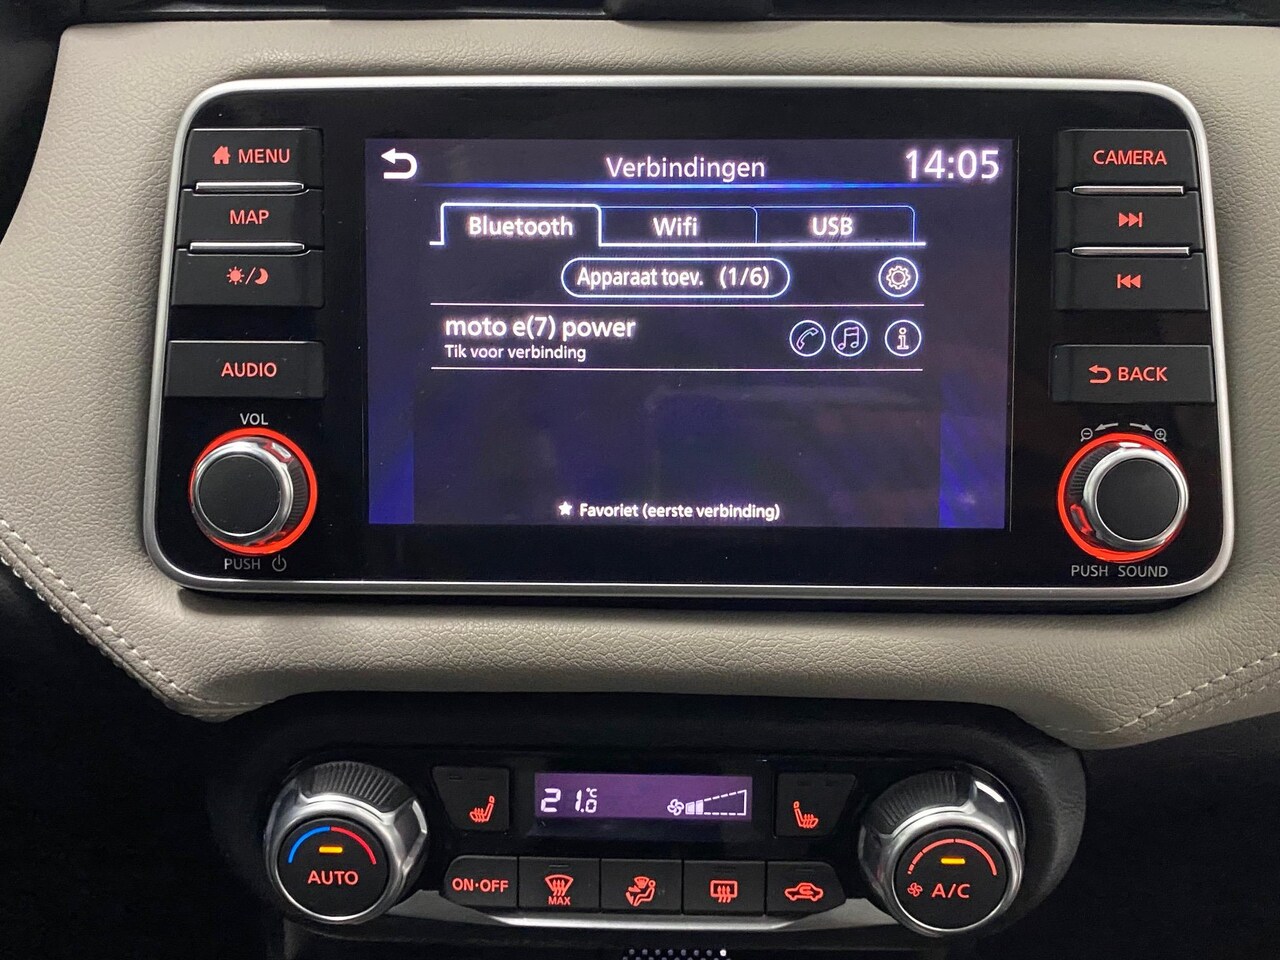 MENU
MAP
AUDIO
VOL
PUSH
Verbindingen
14:05
Bluetooth
Wifi
USB
Apparaat toev. (1/6)
moto e(7) power
Tik voor verbinding
Favoriet (eerste verbinding)
CAMERA
BACK
PUSH SOUND
21.0 °C
AUTO
ON·OFF
MAX
A/C